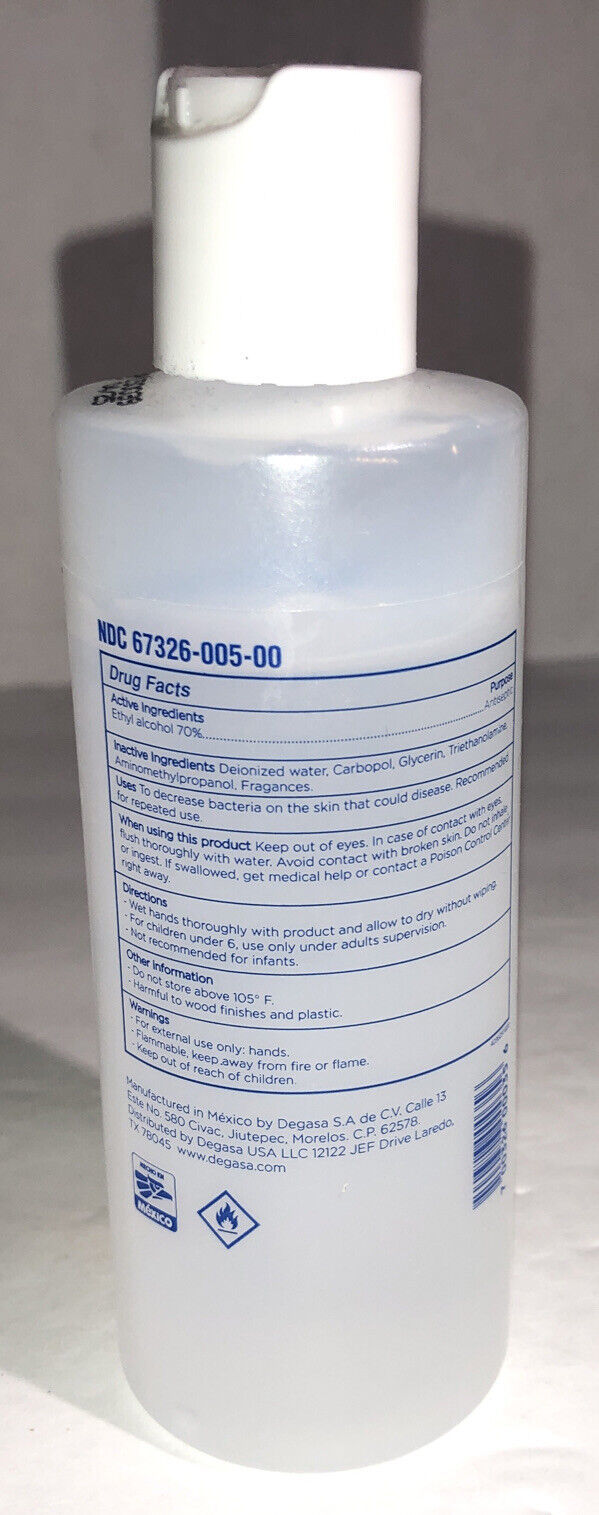 NDC 67326-005-00
Drug Facts
Active Ingredients Purpose
Ethyl alcohol 70%..........Antiseptic
Inactive Ingredients Deionized water, Carbopol, Glycerin, Triethanolamine,
Aminomethylpropanol, Fragances.
Uses To decrease bacteria on the skin that could disease. Recommended
for repeated use.
When using this product Keep out of eyes. In case of contact with eyes,
flush thoroughly with water. Avoid contact with broken skin. Do not inhale
or ingest. If swallowed, get medical help or contact a Poison Control Center
right away.
Directions
- Wet hands thoroughly with product and allow to dry without wiping.
- For children under 6, use only under adults supervision.
- Not recommended for infants.
Other information
- Do not store above 105° F.
- Harmful to wood finishes and plastic.
Warnings
- For external use only: hands.
- Flammable, keep away from fire or flame.
- Keep out of reach of children.
Manufactured in México by Degasa S.A de C.V. Calle 13
Este No. 580 Civac, Jiutepec, Morelos. C.P. 62578.
Distributed by Degasa USA LLC 12122 JEF Drive Laredo,
TX 78045 www.degasa.com
HECHO EN
MÉXICO